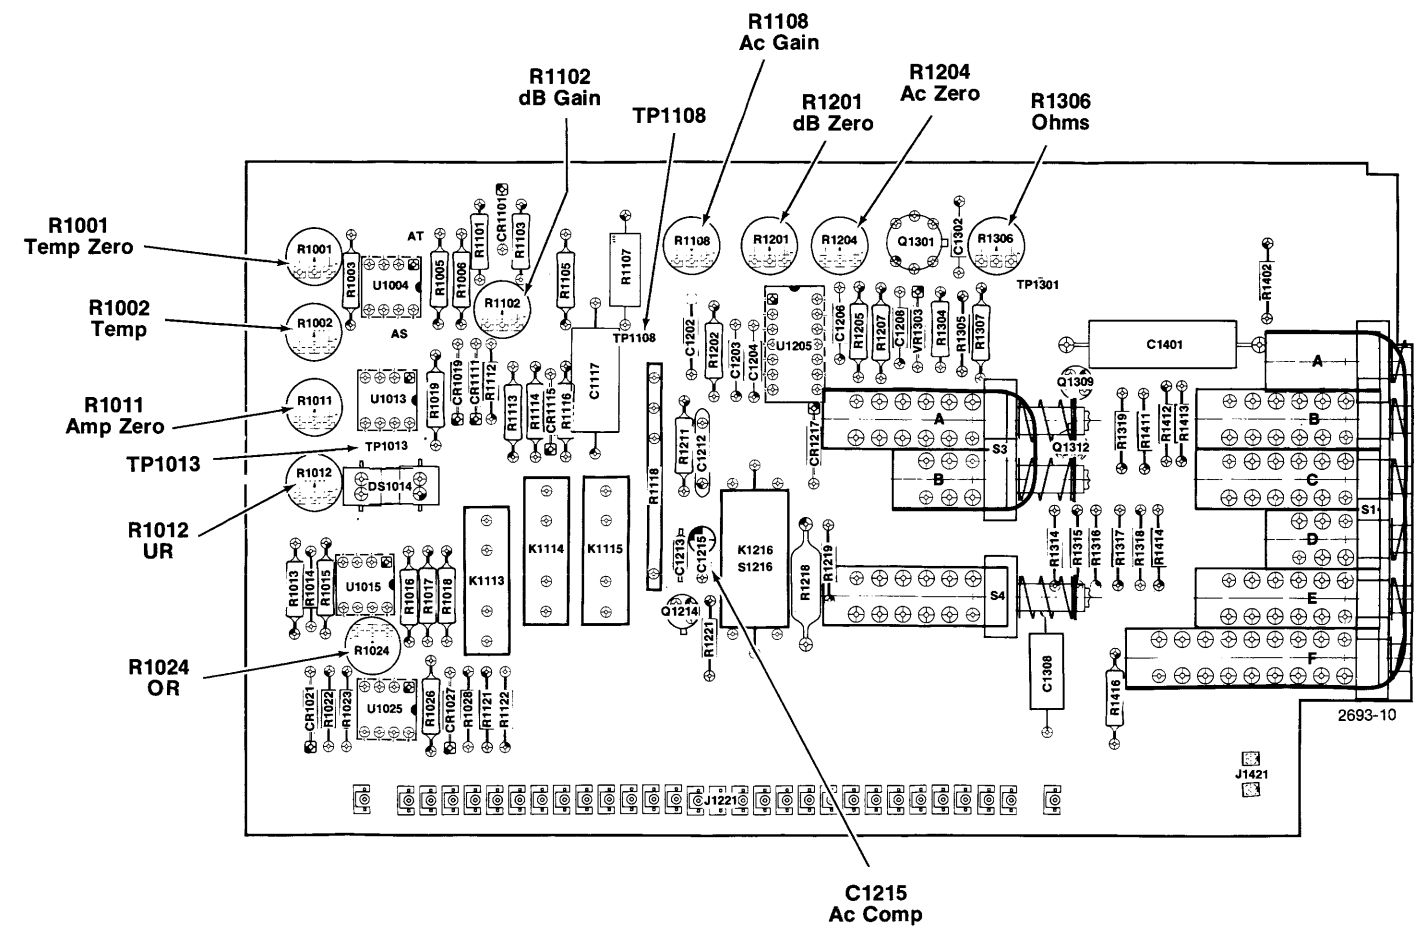 R1108
Ac Gain
R1102
dB Gain
TP1108
R1201
dB Zero
R1204
Ac Zero
R1306
Ohms
R1001
Temp Zero
R1002
Temp
R1011
Amp Zero
TP1013
R1012
UR
R1024
OR
C1215
Ac Comp
R1001
R1003
AT
U1004
AS
R1005
R1006
R1101
CR1101
R1103
R1102
R1105
R1107
TP1108
R1108
R1201
R1204
Q1301
C1302
R1306
TP1301
R1402
R1002
R1011
U1013
TP1013
R1019
CR1019
CR1111
R1112
R1113
R1114
CR1115
R1116
C1117
C1202
R1202
C1203
C1204
U1205
C1206
R1205
R1207
C1208
VR1303
R1304
R1305
R1307
C1401
Q1309
R1012
DS1014
R1118
R1211
C1212
CR1217
A
B
S3
Q1312
R1319
R1411
R1412
R1413
A
B
C
D
E
F
S1
R1013
R1014
R1015
U1015
R1016
R1017
R1018
K1113
K1114
K1115
C1213
C1215
Q1214
R1221
K1216
S1216
R1218
R1219
S4
R1314
R1315
R1316
R1317
R1318
R1414
R1024
CR1021
R1022
R1023
U1025
R1026
CR1027
R1028
R1121
R1122
C1308
R1416
2693-10
J1221
J1421